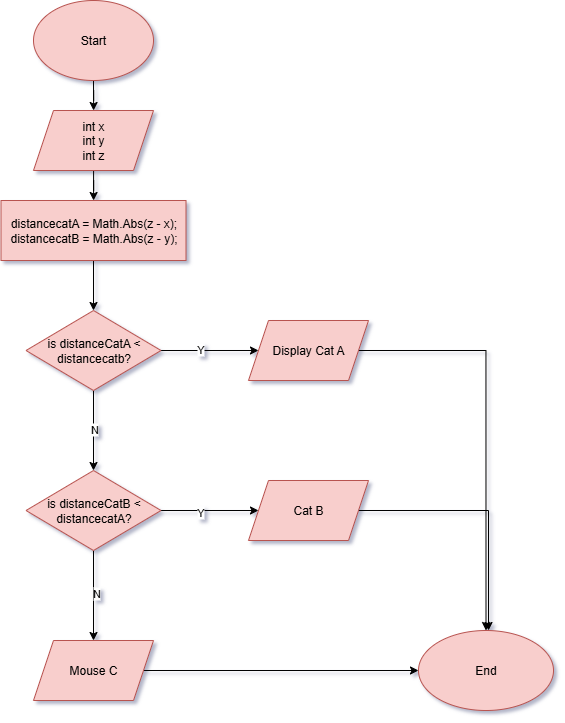 Start
int x
int y
int z
distancecatA = Math.Abs(z - x);
distancecatB = Math.Abs(z - y);
is distanceCatA <
distancecatb?
Y
Display Cat A
N
is distanceCatB <
distancecatA?
Y
Cat B
N
Mouse C
End